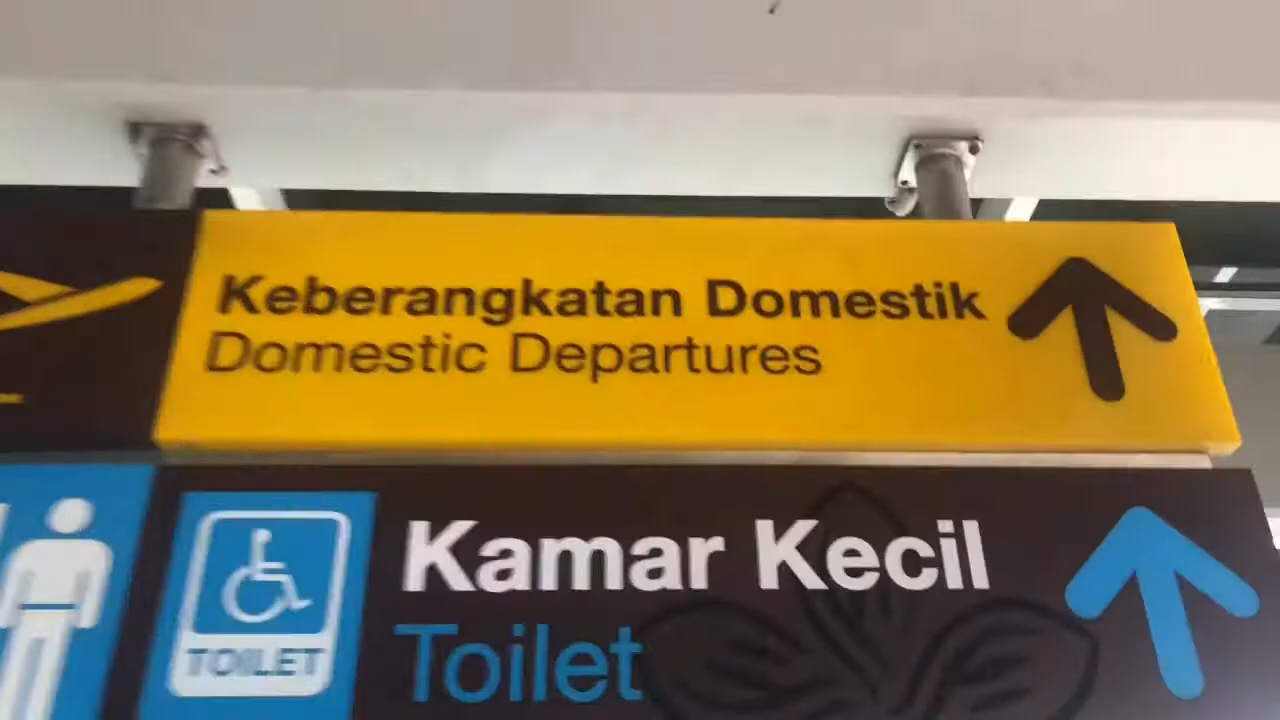 Keberangkatan Domestik
Domestic Departures
Kamar Kecil
Toilet
TOILET